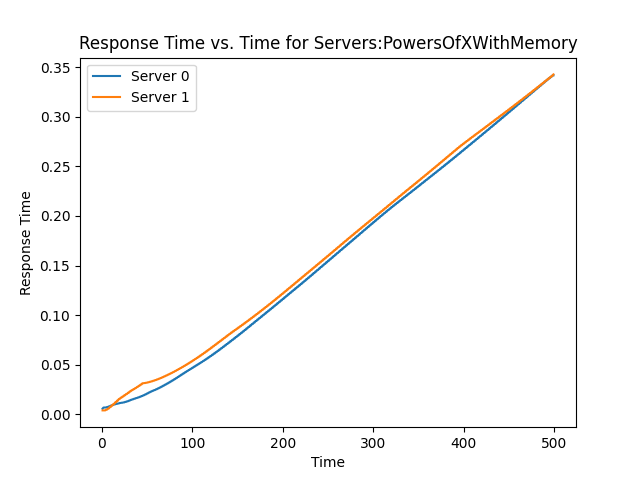 Response Time vs. Time for Servers:PowersOfXWithMemory
Server 0
Server 1
Response Time
0.35
0.30
0.25
0.20
0.15
0.10
0.05
0.00
0 100 200 300 400 500
Time